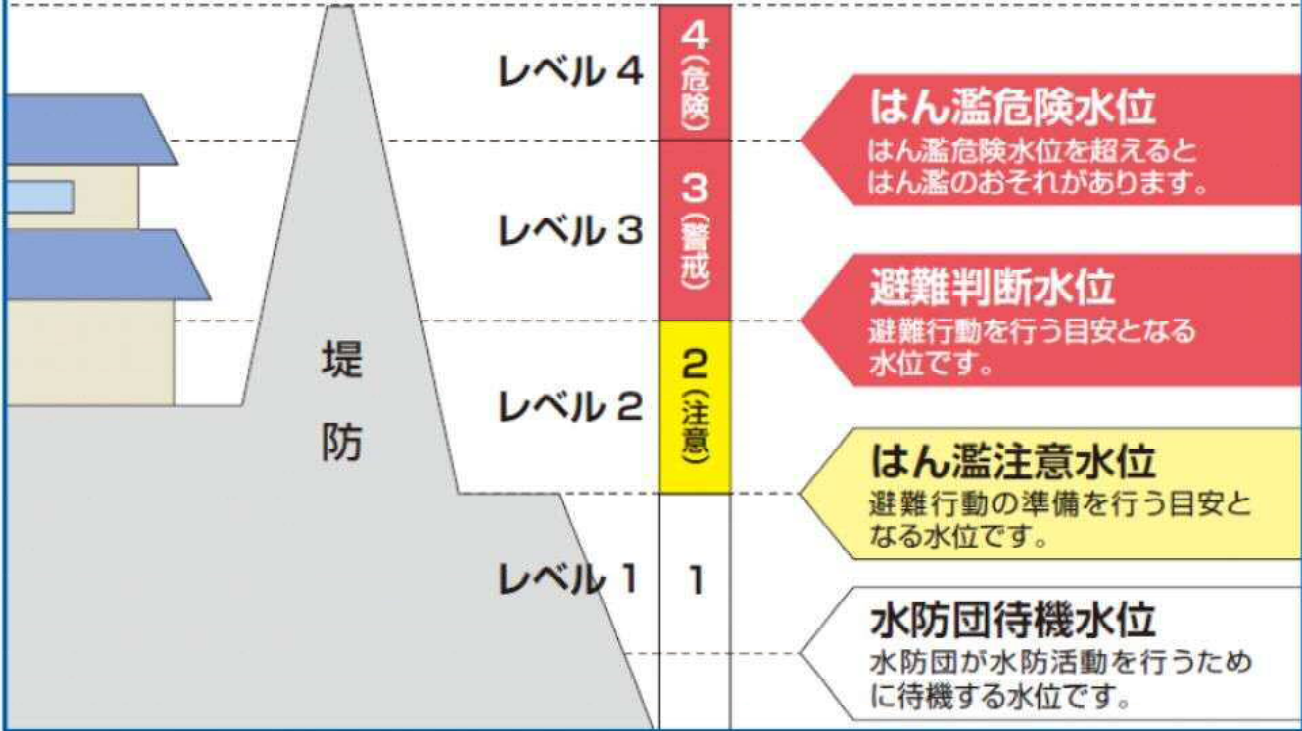 堤防
レベル 4
4(危険)
レベル 3
3(警戒)
レベル 2
2(注意)
レベル 1
1
はん濫危険水位
はん濫危険水位を超えると
はん濫のおそれがあります。
避難判断水位
避難行動を行う目安となる
水位です。
はん濫注意水位
避難行動の準備を行う目安と
なる水位です。
水防団待機水位
水防団が水防活動を行うため
に待機する水位です。